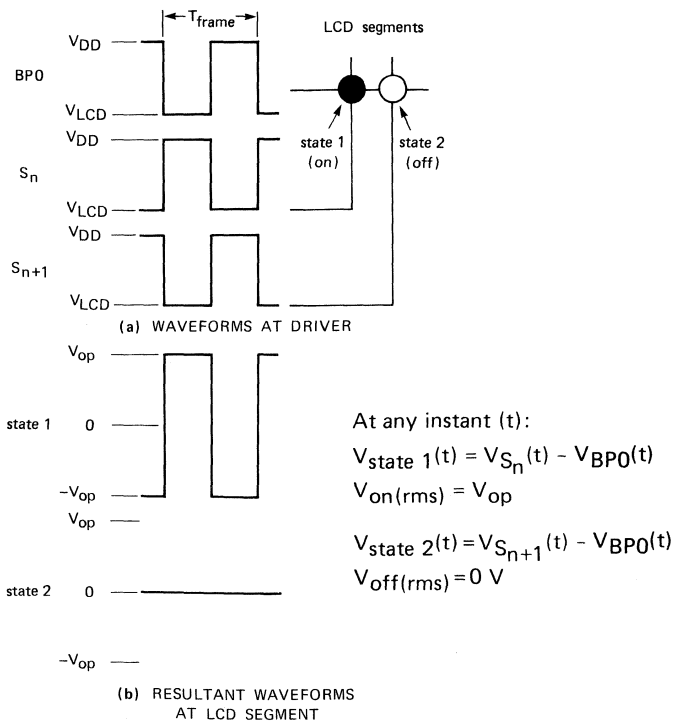 T_frame
LCD segments
V_DD
BP0
V_LCD
V_DD
state 1
(on)
state 2
(off)
S_n
V_LCD
V_DD
S_n+1
V_LCD
(a) WAVEFORMS AT DRIVER
V_op
state 1 0
-V_op
At any instant (t):
V_state 1(t) = V_S_n(t) - V_BP0(t)
V_on(rms) = V_op
V_op
V_state 2(t) = V_S_n+1(t) - V_BP0(t)
V_off(rms) = 0 V
state 2 0
-V_op
(b) RESULTANT WAVEFORMS
AT LCD SEGMENT